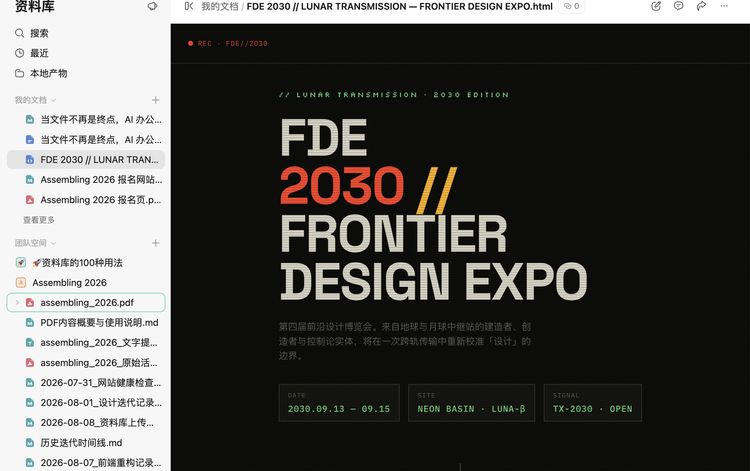 资料库
搜索
最近
本地产物
我的文档
当文件不再是终点，AI 办公...
当文件不再是终点，AI 办公...
FDE 2030 // LUNAR TRAN...
Assembling 2026 报名网站...
Assembling 2026 报名页.p...
查看更多
团队空间
🚀资料库的100种用法
Assembling 2026
assembling_2026.pdf
PDF内容概要与使用说明.md
assembling_2026_文字提...
assembling_2026_原始活...
2026-07-31_网站健康检查...
2026-08-01_设计迭代记录...
2026-08-08_资料库上传...
历史迭代时间线.md
2026-08-07_前端重构记录...
我的文档 / FDE 2030 // LUNAR TRANSMISSION — FRONTIER DESIGN EXPO.html
0
REC · FDE//2030
// LUNAR TRANSMISSION · 2030 EDITION
FDE
2030 //
FRONTIER
DESIGN EXPO
第四届前沿设计博览会。来自地球与月球中继站的建造者、创
造者与控制论实体，将在一次跨轨传输中重新校准「设计」的
边界。
DATE
2030.09.13 — 09.15
SITE
NEON BASIN · LUNA-β
SIGNAL
TX-2030 · OPEN